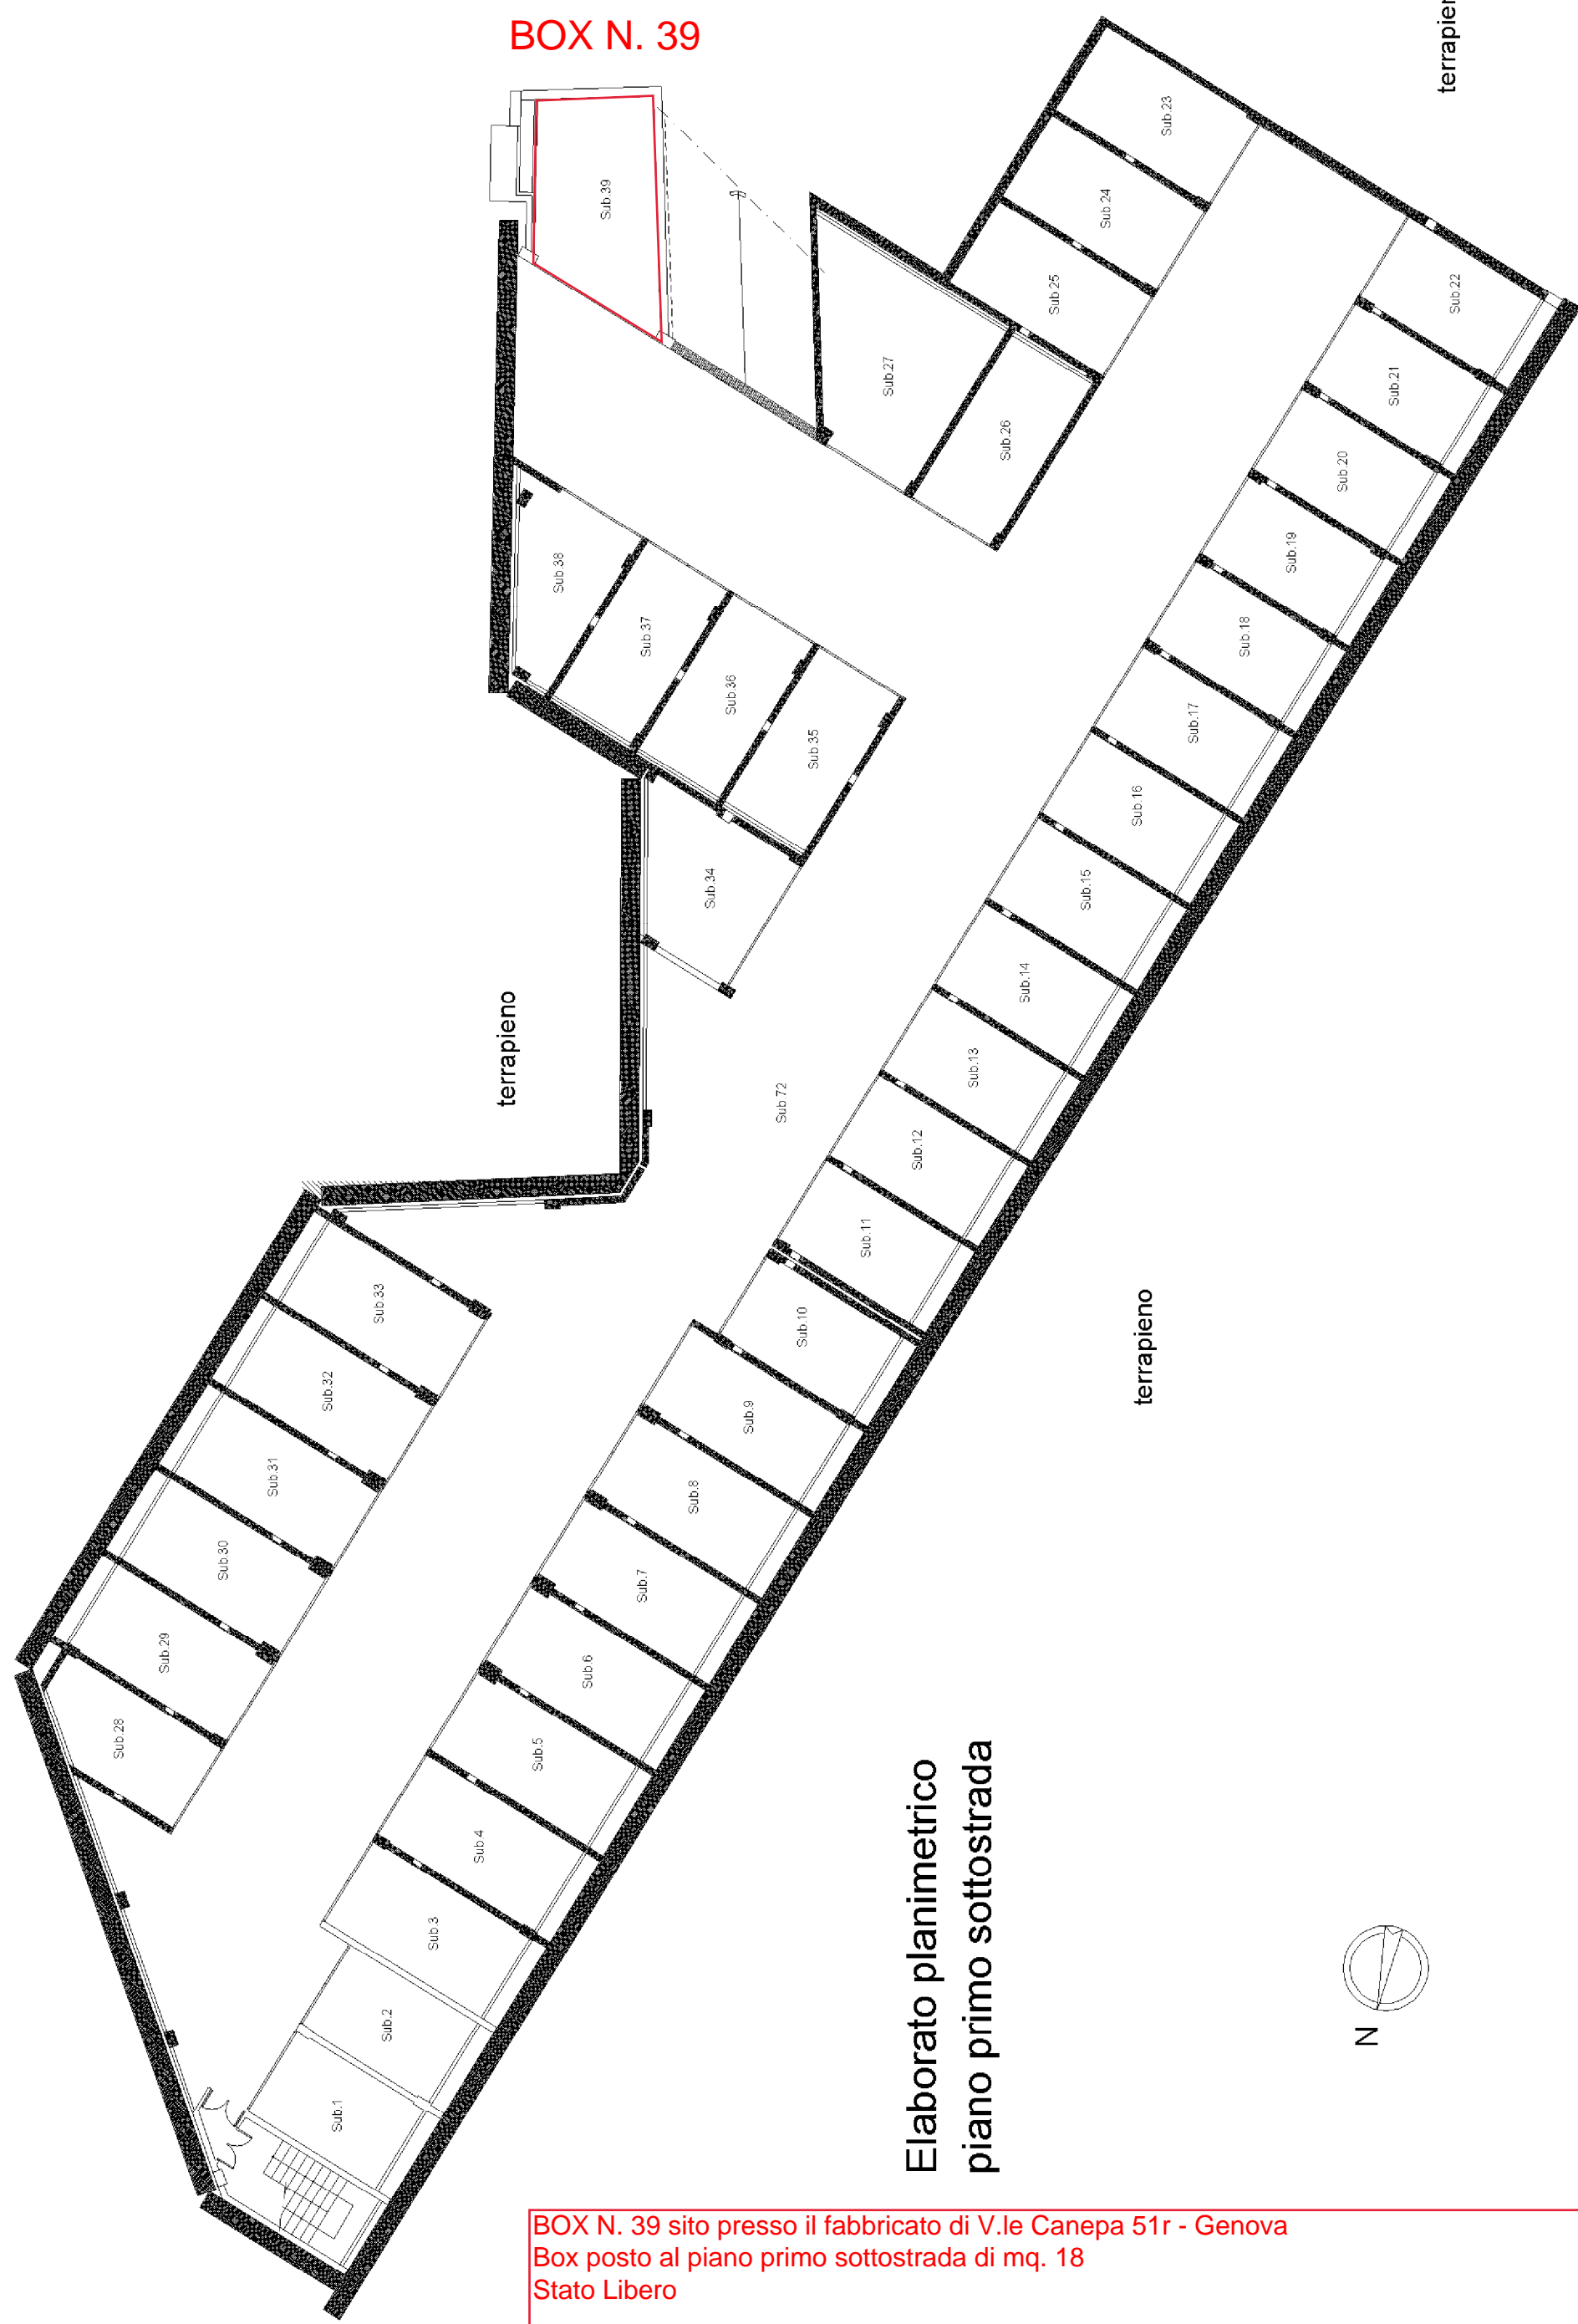 BOX N. 39
terrapien
Sub.23
Sub.39
Sub.24
Sub.25
Sub.22
Sub.27
Sub.21
Sub.26
Sub.20
Sub.19
Sub.38
Sub.37
Sub.18
Sub.36
Sub.17
Sub.35
Sub.16
Sub.34
Sub.15
Sub.14
terrapieno
Sub.13
Sub.72
Sub.12
Sub.11
Sub.33
Sub.10
terrapieno
Sub.32
Sub.9
Sub.31
Sub.8
Sub.30
Sub.7
Sub.29
Sub.6
Sub.28
Sub.5
Sub.4
Sub.3
Sub.2
Sub.1
Elaborato planimetrico
piano primo sottostrada
N
BOX N. 39 sito presso il fabbricato di V.le Canepa 51r - Genova
Box posto al piano primo sottostrada di mq. 18
Stato Libero